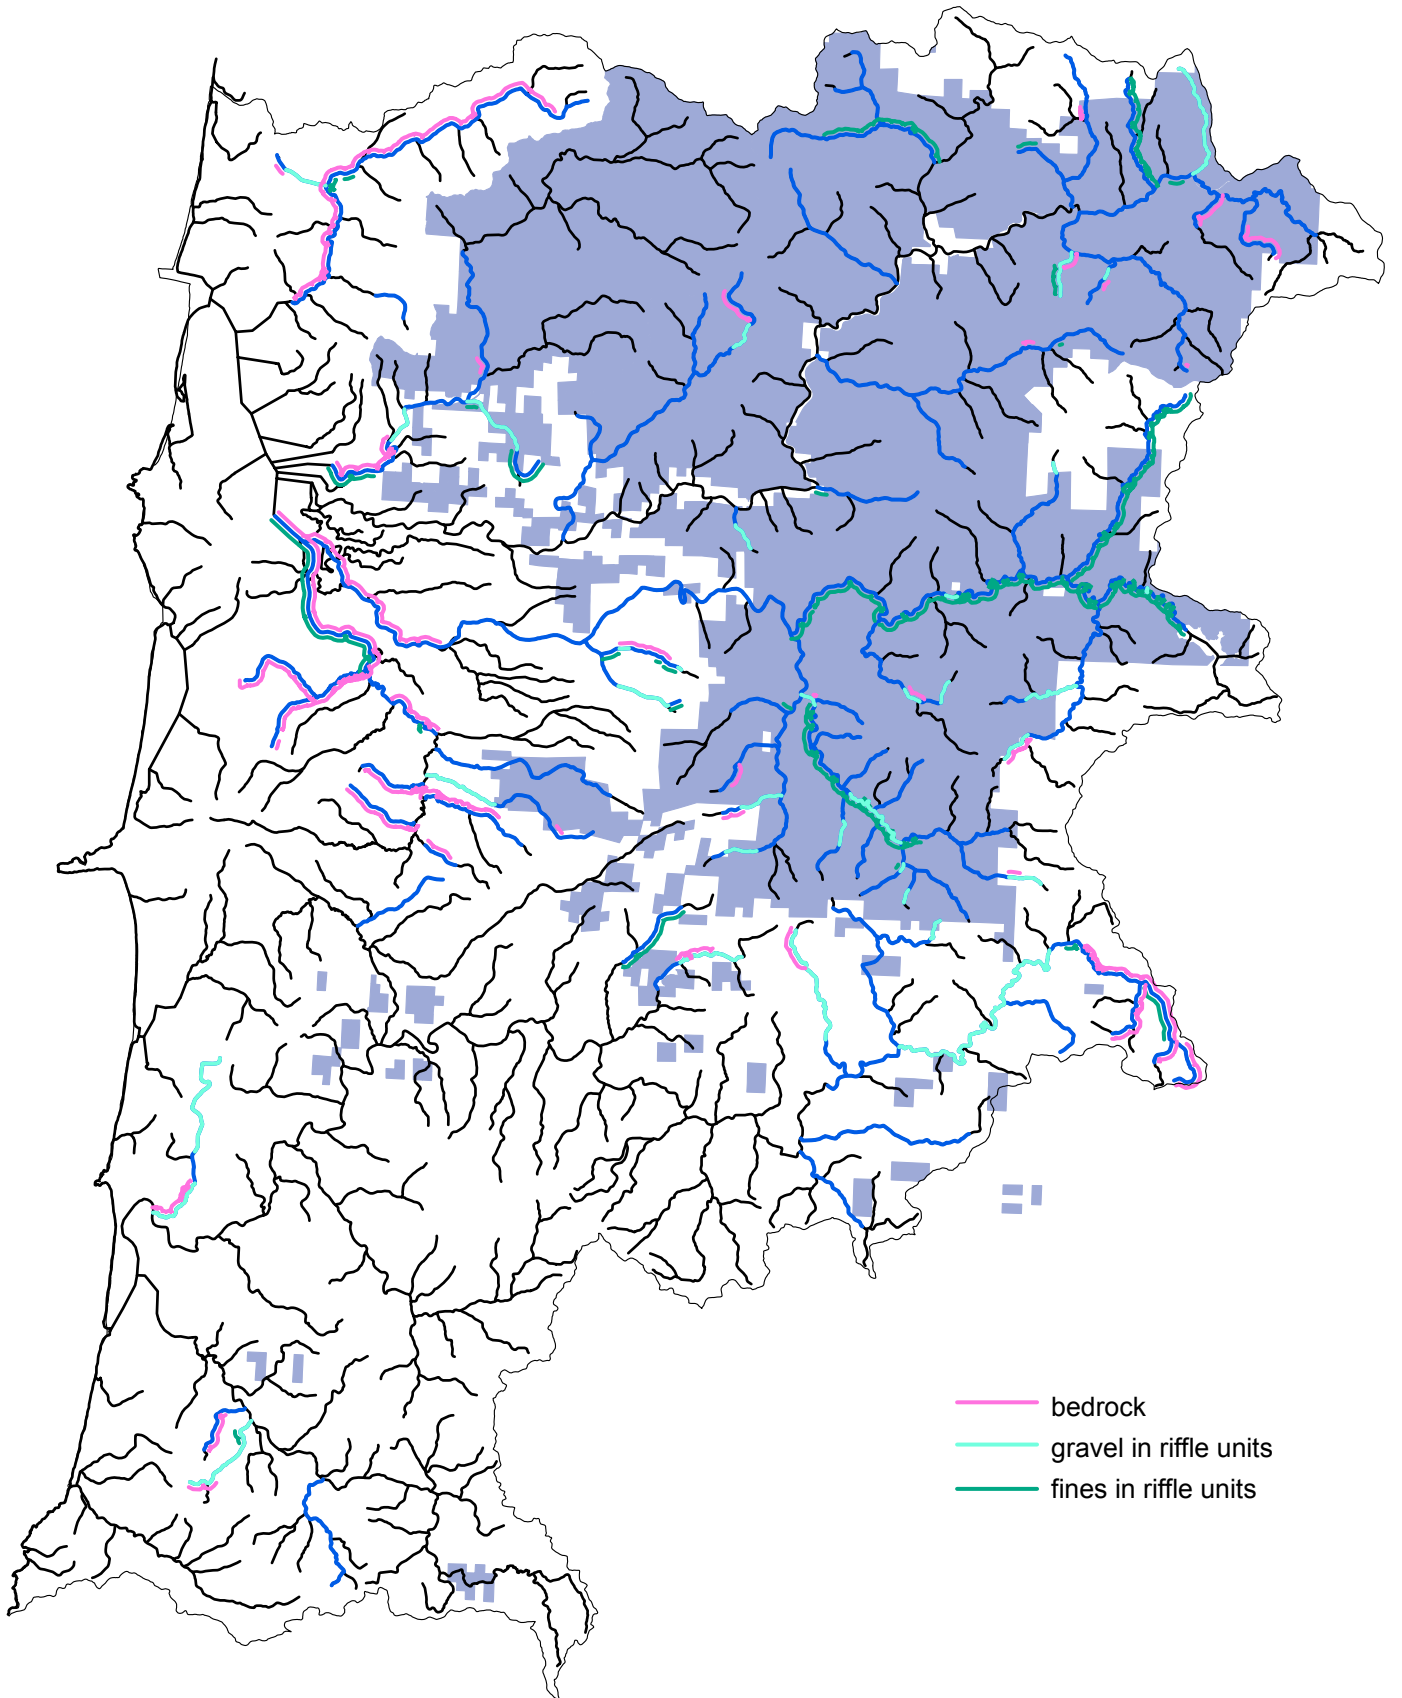 bedrock
gravel in riffle units
fines in riffle units